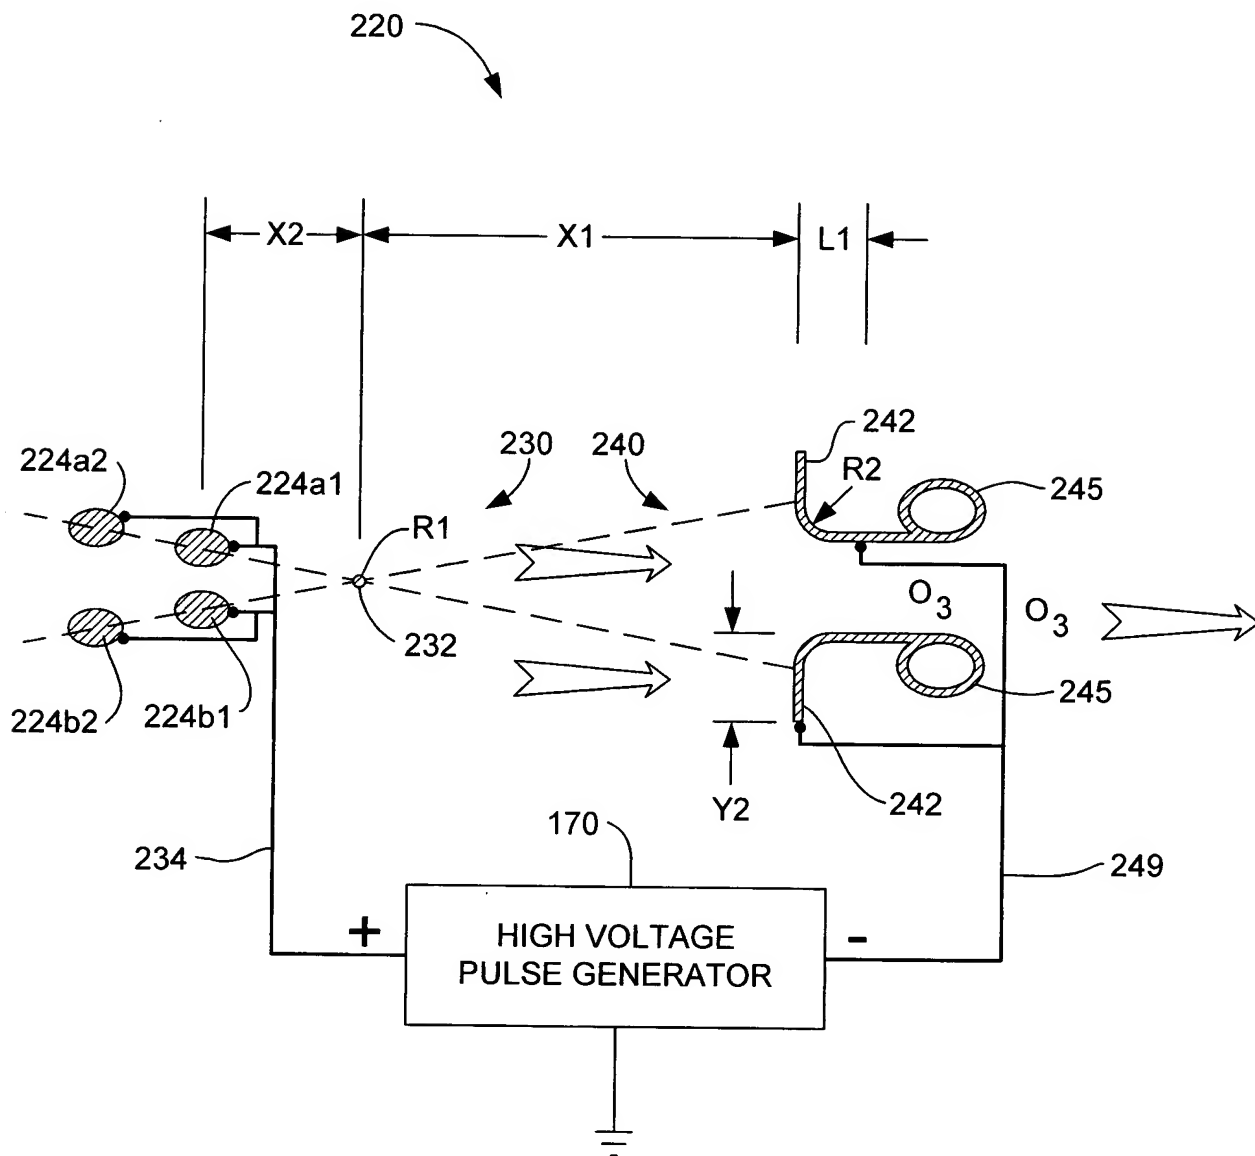 220
X2
X1
L1
242
230
240
R2
224a2
224a1
245
R1
O3
O3
232
224b2
224b1
245
242
Y2
170
234
249
+
-
HIGH VOLTAGE
PULSE GENERATOR